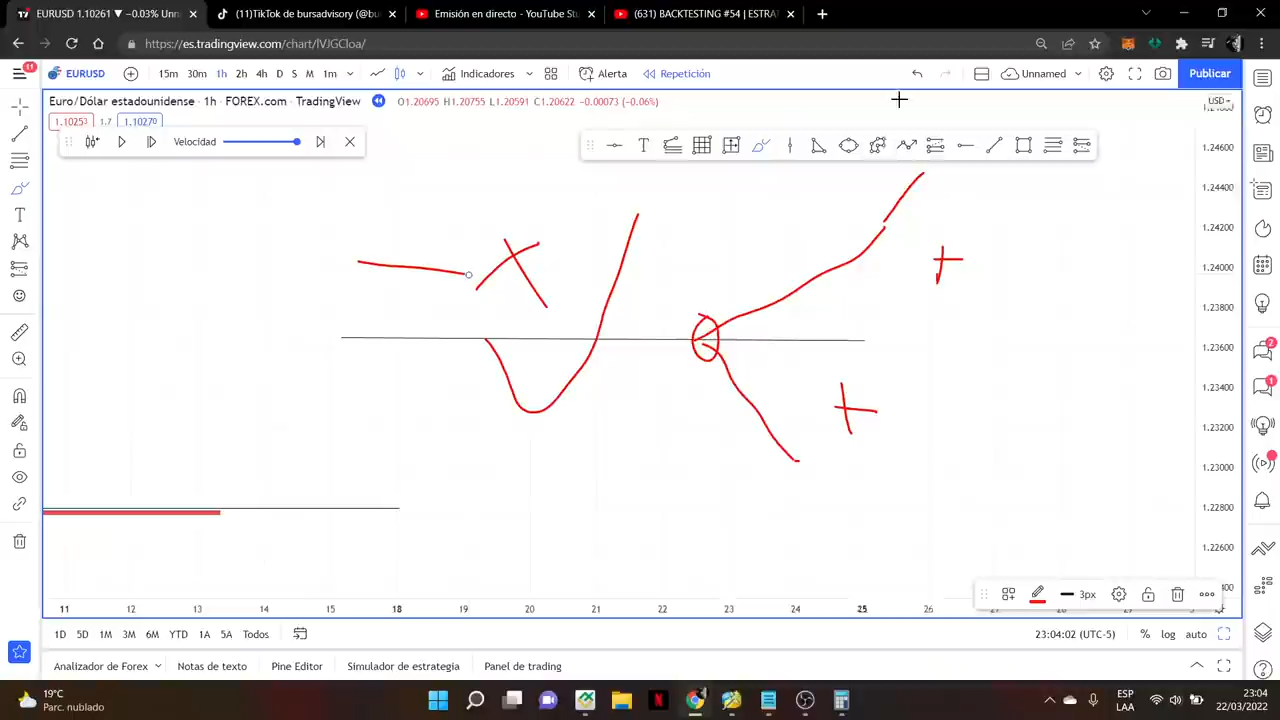 EURUSD 1.10261 ▼ −0.03% Unna
(11)TikTok de bursadvisory (@bu
Emisión en directo - YouTube Stu
(631) BACKTESTING #54 | ESTRAT
https://es.tradingview.com/chart/lVJGCloa/
11
EURUSD
15m 30m 1h 2h 4h D S M 1m
Indicadores
Alerta
Repetición
Unnamed
Publicar
Euro/Dólar estadounidense · 1h · FOREX.com · TradingView
O1.20695 H1.20755 L1.20591 C1.20622 −0.00073 (−0.06%)
USD
1.10253 1.7 1.10270
Velocidad
1.24600
1.24400
1.24200
1.24000
1.23800
1.23600
1.23400
1.23200
1.23000
1.22800
1.22600
2
1
3px
11 12 13 14 15 18 19 20 21 22 23 24 25 26
1D 5D 1M 3M 6M YTD 1A 5A Todos
23:04:02 (UTC-5)
% log auto
Analizador de Forex Notas de texto Pine Editor Simulador de estrategia Panel de trading
19°C
Parc. nublado
ESP
LAA
23:04
22/03/2022